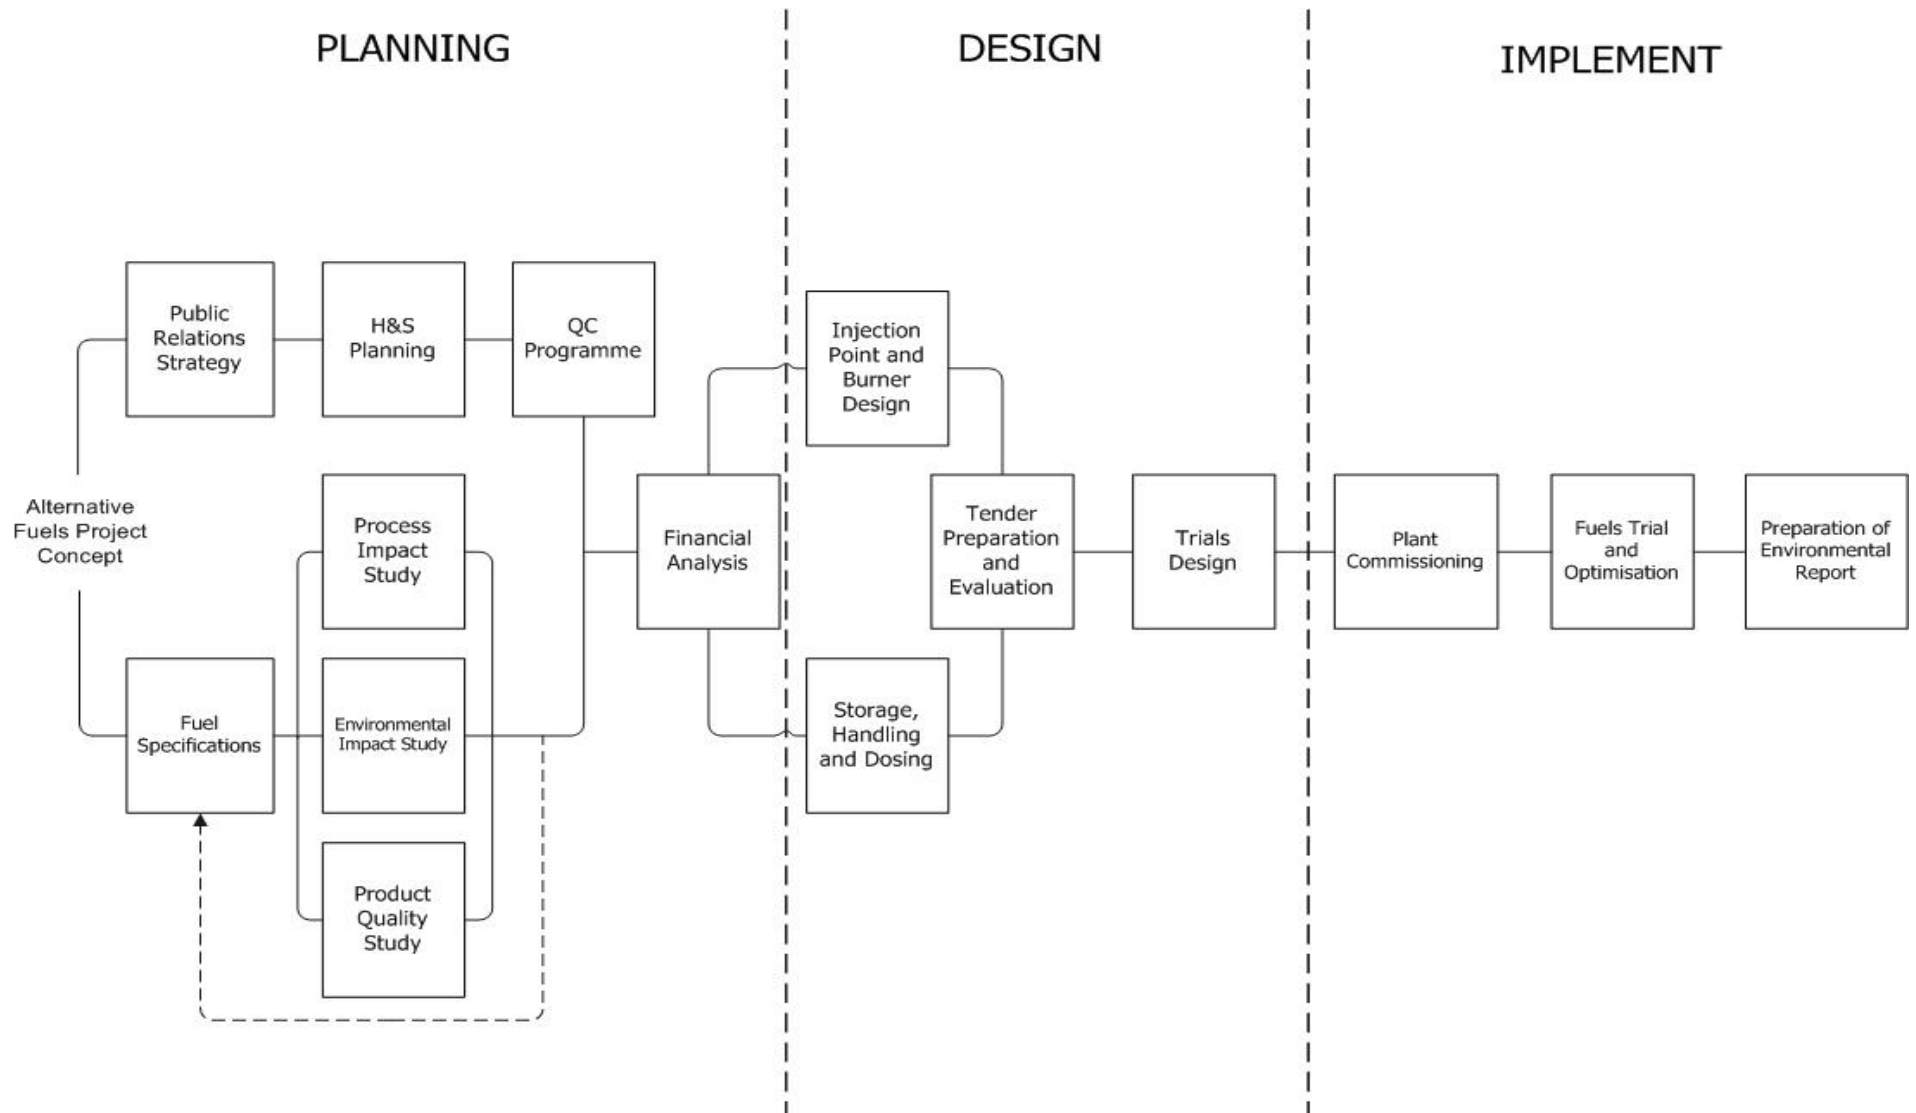 PLANNING
DESIGN
IMPLEMENT
Public
Relations
Strategy
H&S
Planning
QC
Programme
Injection
Point and
Burner
Design
Alternative
Fuels Project
Concept
Process
Impact
Study
Financial
Analysis
Tender
Preparation
and
Evaluation
Trials
Design
Plant
Commissioning
Fuels Trial
and
Optimisation
Preparation of
Environmental
Report
Fuel
Specifications
Environmental
Impact Study
Storage,
Handling
and Dosing
Product
Quality
Study